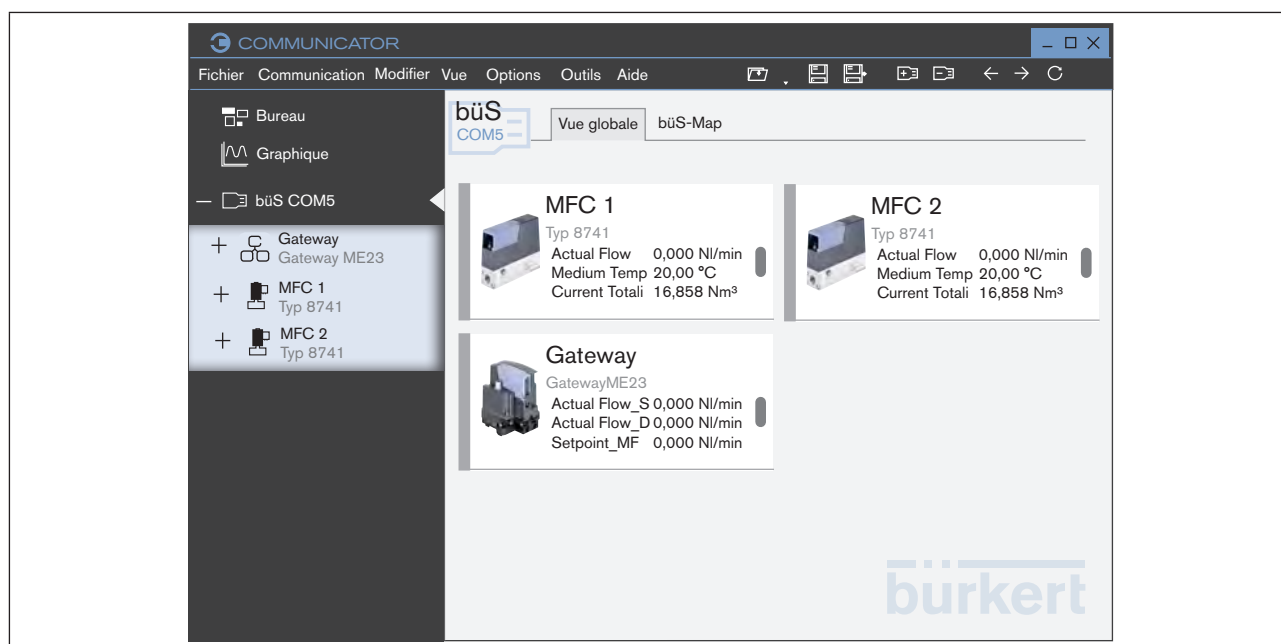 COMMUNICATOR
Fichier Communication Modifier Vue Options Outils Aide
Bureau
Graphique
büS COM5
Gateway
Gateway ME23
MFC 1
Typ 8741
MFC 2
Typ 8741
büS
COM5
Vue globale büS-Map
MFC 1
Typ 8741
Actual Flow 0,000 Nl/min
Medium Temp 20,00 °C
Current Totali 16,858 Nm³
MFC 2
Typ 8741
Actual Flow 0,000 Nl/min
Medium Temp 20,00 °C
Current Totali 16,858 Nm³
Gateway
GatewayME23
Actual Flow_S 0,000 Nl/min
Actual Flow_D 0,000 Nl/min
Setpoint_MF 0,000 Nl/min
bürkert